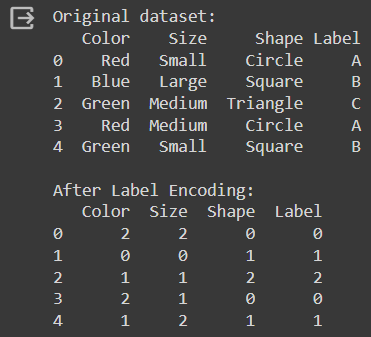 Original dataset:
Color Size Shape Label
0 Red Small Circle A
1 Blue Large Square B
2 Green Medium Triangle C
3 Red Medium Circle A
4 Green Small Square B
After Label Encoding:
Color Size Shape Label
0 2 2 0 0
1 0 0 1 1
2 1 1 2 2
3 2 1 0 0
4 1 2 1 1